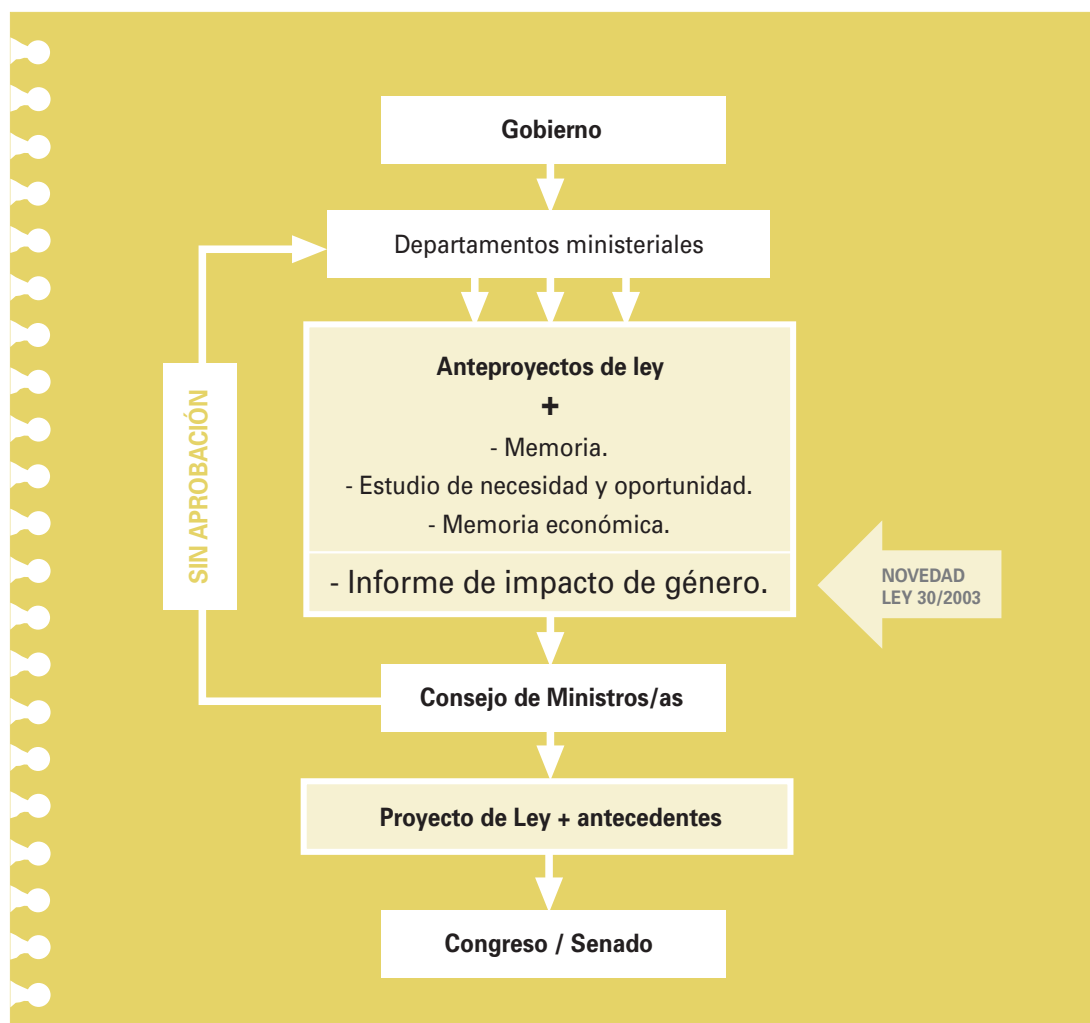 Gobierno
Departamentos ministeriales
Anteproyectos de ley
+
- Memoria.
- Estudio de necesidad y oportunidad.
- Memoria económica.
- Informe de impacto de género.
NOVEDAD
LEY 30/2003
SIN APROBACIÓN
Consejo de Ministros/as
Proyecto de Ley + antecedentes
Congreso / Senado